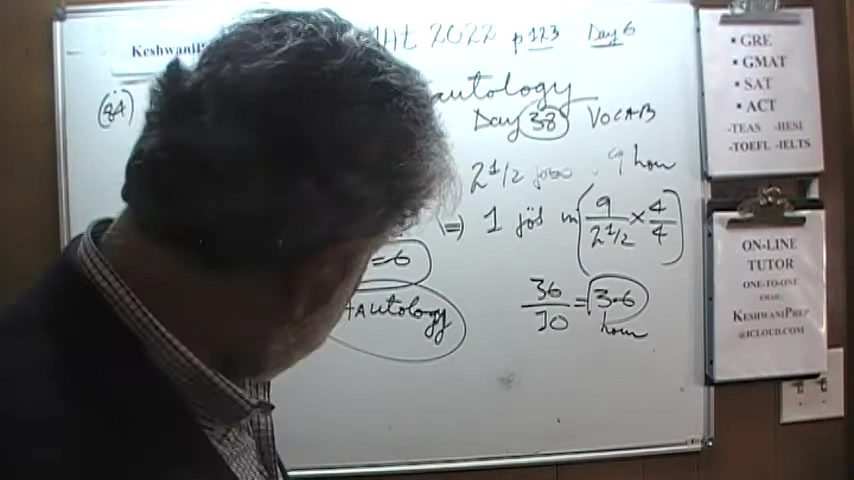 KeshwaniP
2022 p123 Day 6
84
autology
Day 38 VOCAB
2 1/2 jobs 9 hour
⇒ 1 job in (9/2 1/2 × 4/4)
=6
36/10 = 3.6
hour
TAutology
• GRE
• GMAT
• SAT
• ACT
-TEAS -HESI
-TOEFL -IELTS
ON-LINE
TUTOR
ONE-TO-ONE
EMAIL
KESHWANIPREP
@ICLOUD.COM